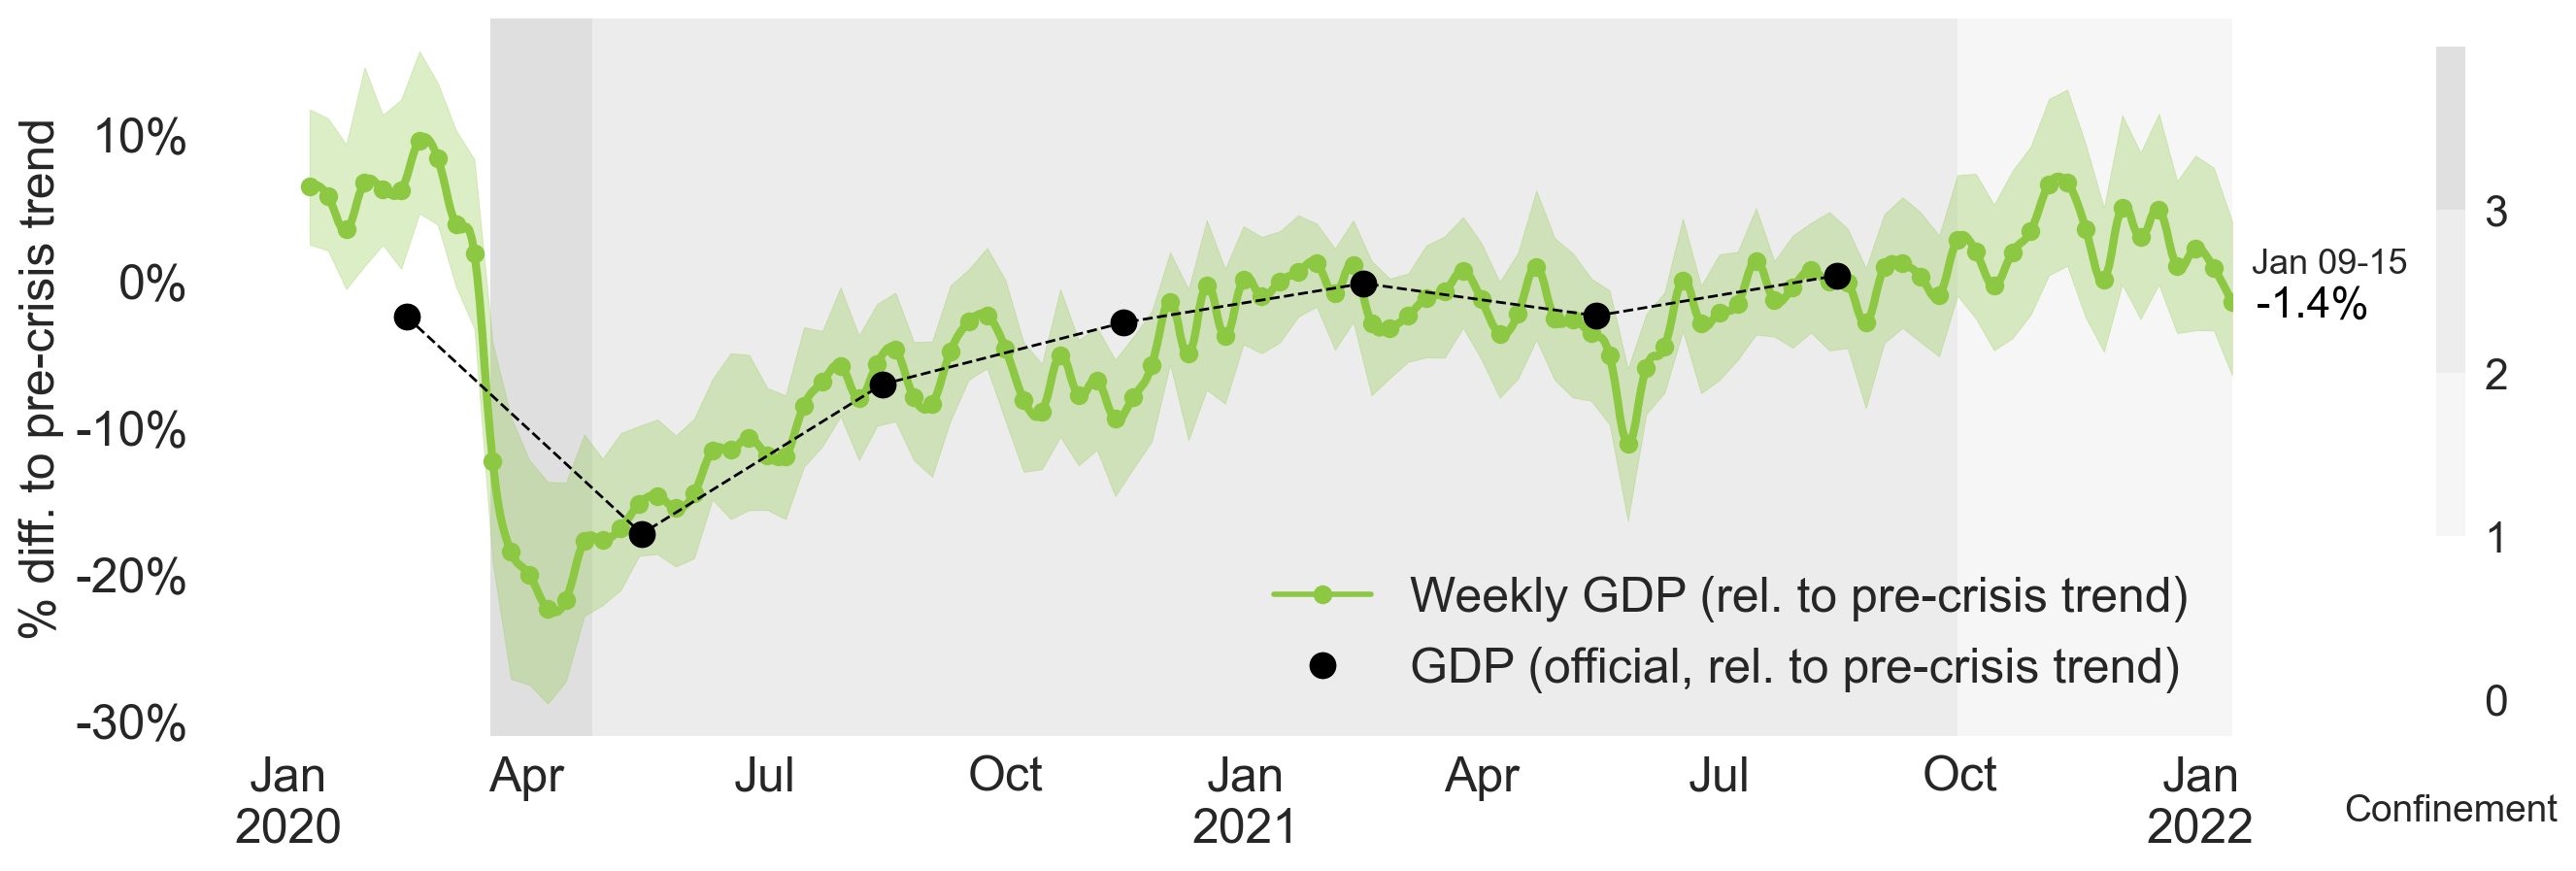 % diff. to pre-crisis trend
10%
0%
-10%
-20%
-30%
Jan
2020
Apr
Jul
Oct
Jan
2021
Apr
Jul
Oct
Jan
2022
Weekly GDP (rel. to pre-crisis trend)
GDP (official, rel. to pre-crisis trend)
Jan 09-15
-1.4%
3
2
1
0
Confinement